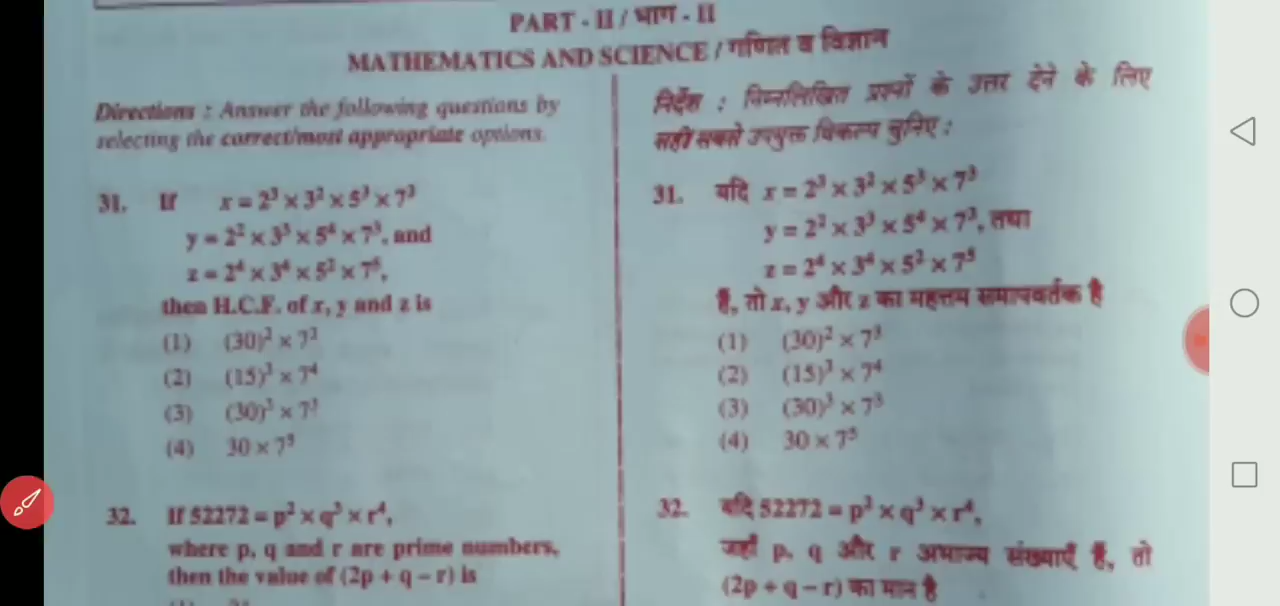 PART - II / भाग - II
MATHEMATICS AND SCIENCE / गणित व विज्ञान
Directions : Answer the following questions by
selecting the correct/most appropriate options.
31. If x = 2³ × 3² × 5³ × 7³
y = 2² × 3³ × 5⁴ × 7³, and
z = 2⁴ × 3⁴ × 5² × 7⁵,
then H.C.F. of x, y and z is
(1) (30)² × 7³
(2) (15)³ × 7⁴
(3) (30)³ × 7³
(4) 30 × 7⁵
32. If 52272 = p² × q³ × r⁴,
where p, q and r are prime numbers,
then the value of (2p + q – r) is
निर्देश : निम्नलिखित प्रश्नों के उत्तर देने के लिए
सही/सबसे उपयुक्त विकल्प चुनिए :
31. यदि x = 2³ × 3² × 5³ × 7³
y = 2² × 3³ × 5⁴ × 7³, तथा
z = 2⁴ × 3⁴ × 5² × 7⁵
हैं, तो x, y और z का महत्तम समापवर्तक है
(1) (30)² × 7³
(2) (15)³ × 7⁴
(3) (30)³ × 7³
(4) 30 × 7⁵
32. यदि 52272 = p² × q³ × r⁴,
जहाँ p, q और r अभाज्य संख्याएँ हैं, तो
(2p + q – r) का मान है